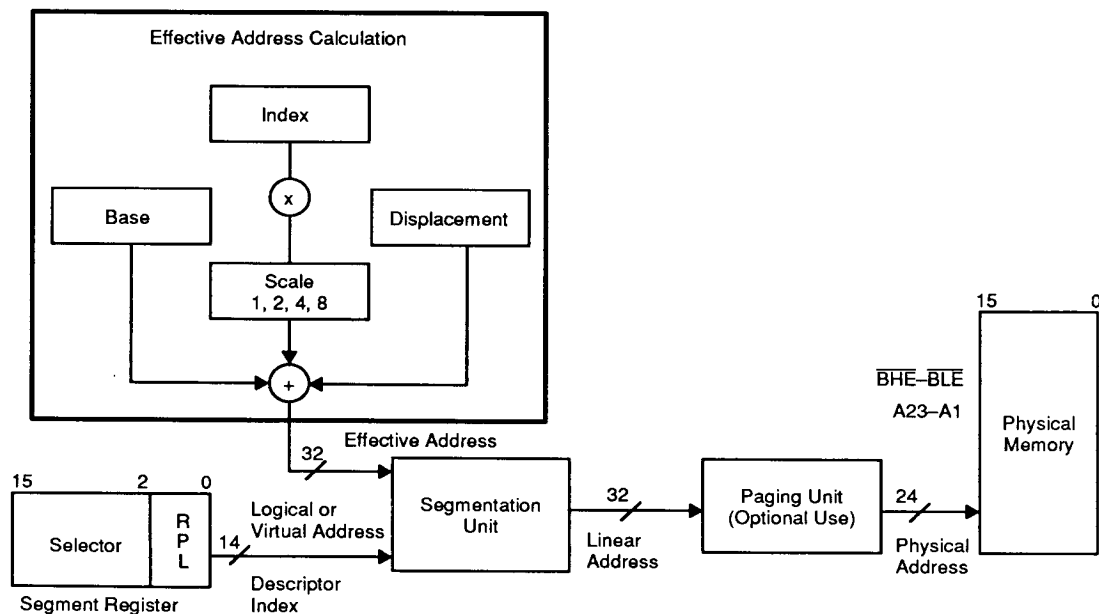 Effective Address Calculation
Index
x
Base
Displacement
Scale
1, 2, 4, 8
+
15 0
BHE–BLE
A23–A1
Physical
Memory
Effective Address
32
15 2 0
Selector
R
P
L
Segment Register
Logical or
Virtual Address
14
Descriptor
Index
Segmentation
Unit
32
Linear
Address
Paging Unit
(Optional Use)
24
Physical
Address